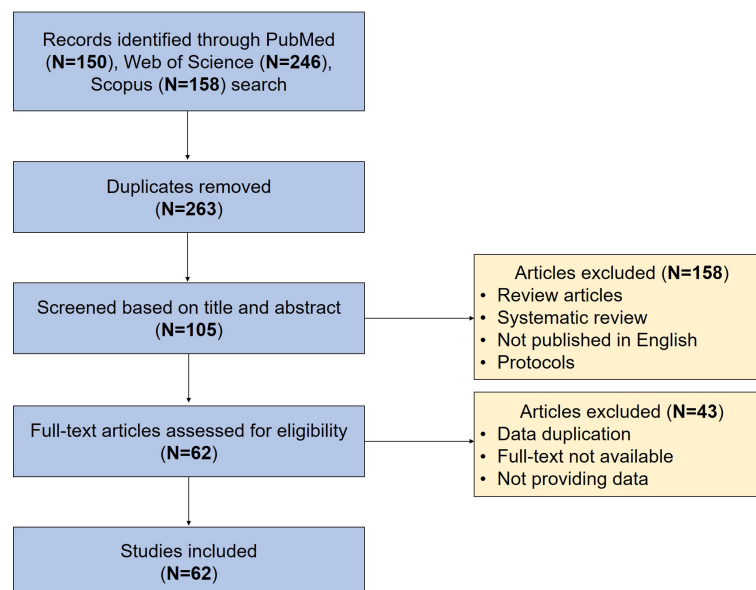 Records identified through PubMed
(N=150), Web of Science (N=246),
Scopus (N=158) search
Duplicates removed
(N=263)
Screened based on title and abstract
(N=105)
Articles excluded (N=158)
• Review articles
• Systematic review
• Not published in English
• Protocols
Full-text articles assessed for eligibility
(N=62)
Articles excluded (N=43)
• Data duplication
• Full-text not available
• Not providing data
Studies included
(N=62)